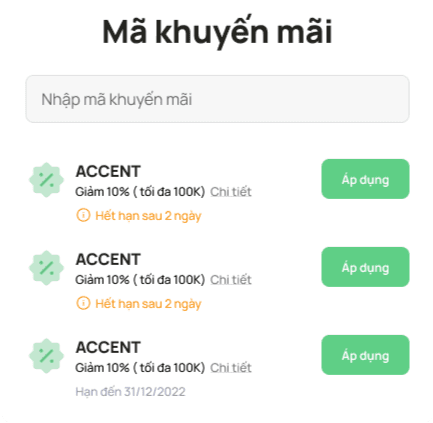 Mã khuyến mãi
Nhập mã khuyến mãi
ACCENT
Giảm 10% ( tối đa 100K) Chi tiết
Hết hạn sau 2 ngày
Áp dụng
ACCENT
Giảm 10% ( tối đa 100K) Chi tiết
Hết hạn sau 2 ngày
Áp dụng
ACCENT
Giảm 10% ( tối đa 100K) Chi tiết
Hạn đến 31/12/2022
Áp dụng